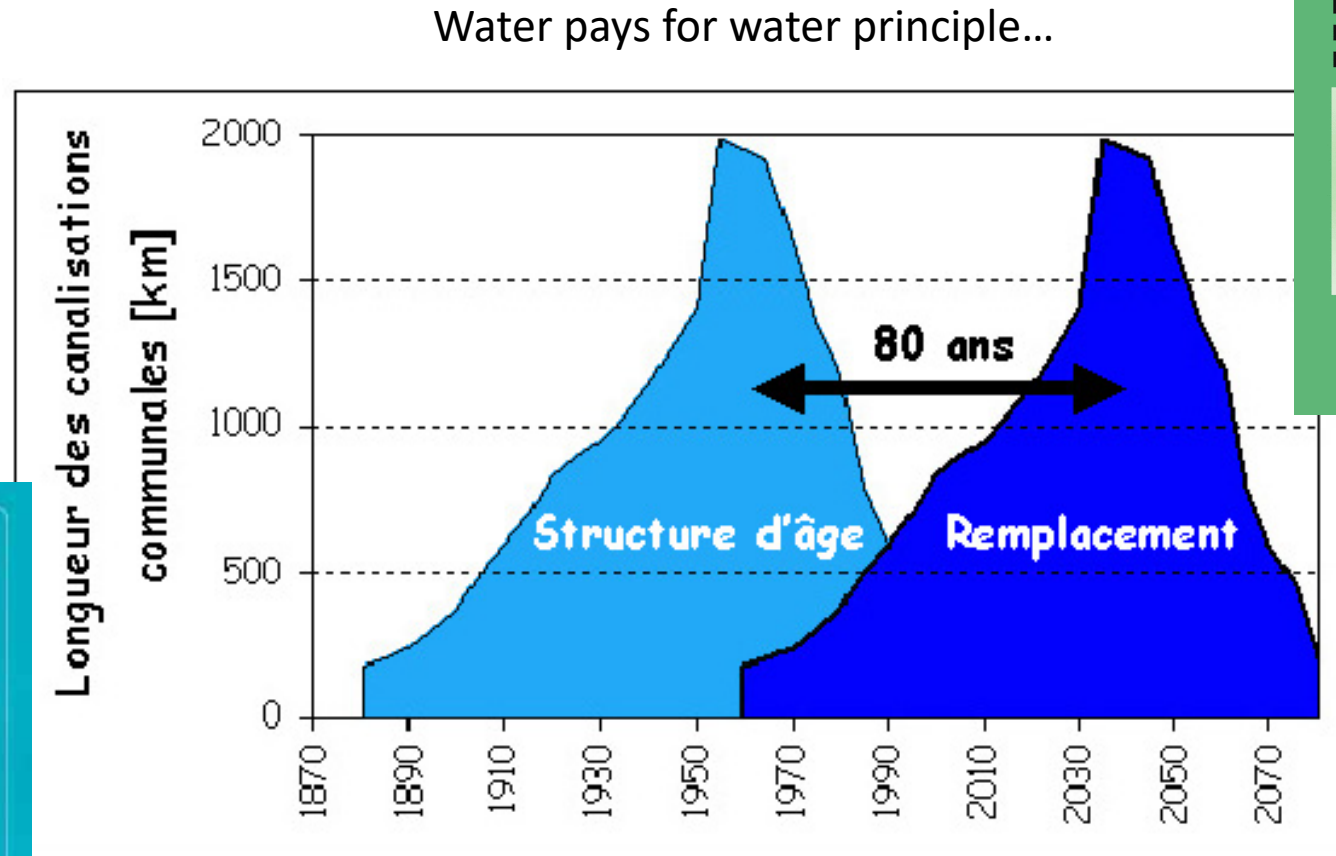 Water pays for water principle…
Longueur des canalisations
communales [km]
2000
1500
1000
500
0
80 ans
Structure d'âge
Remplacement
1870
1890
1910
1930
1950
1970
1990
2010
2030
2050
2070